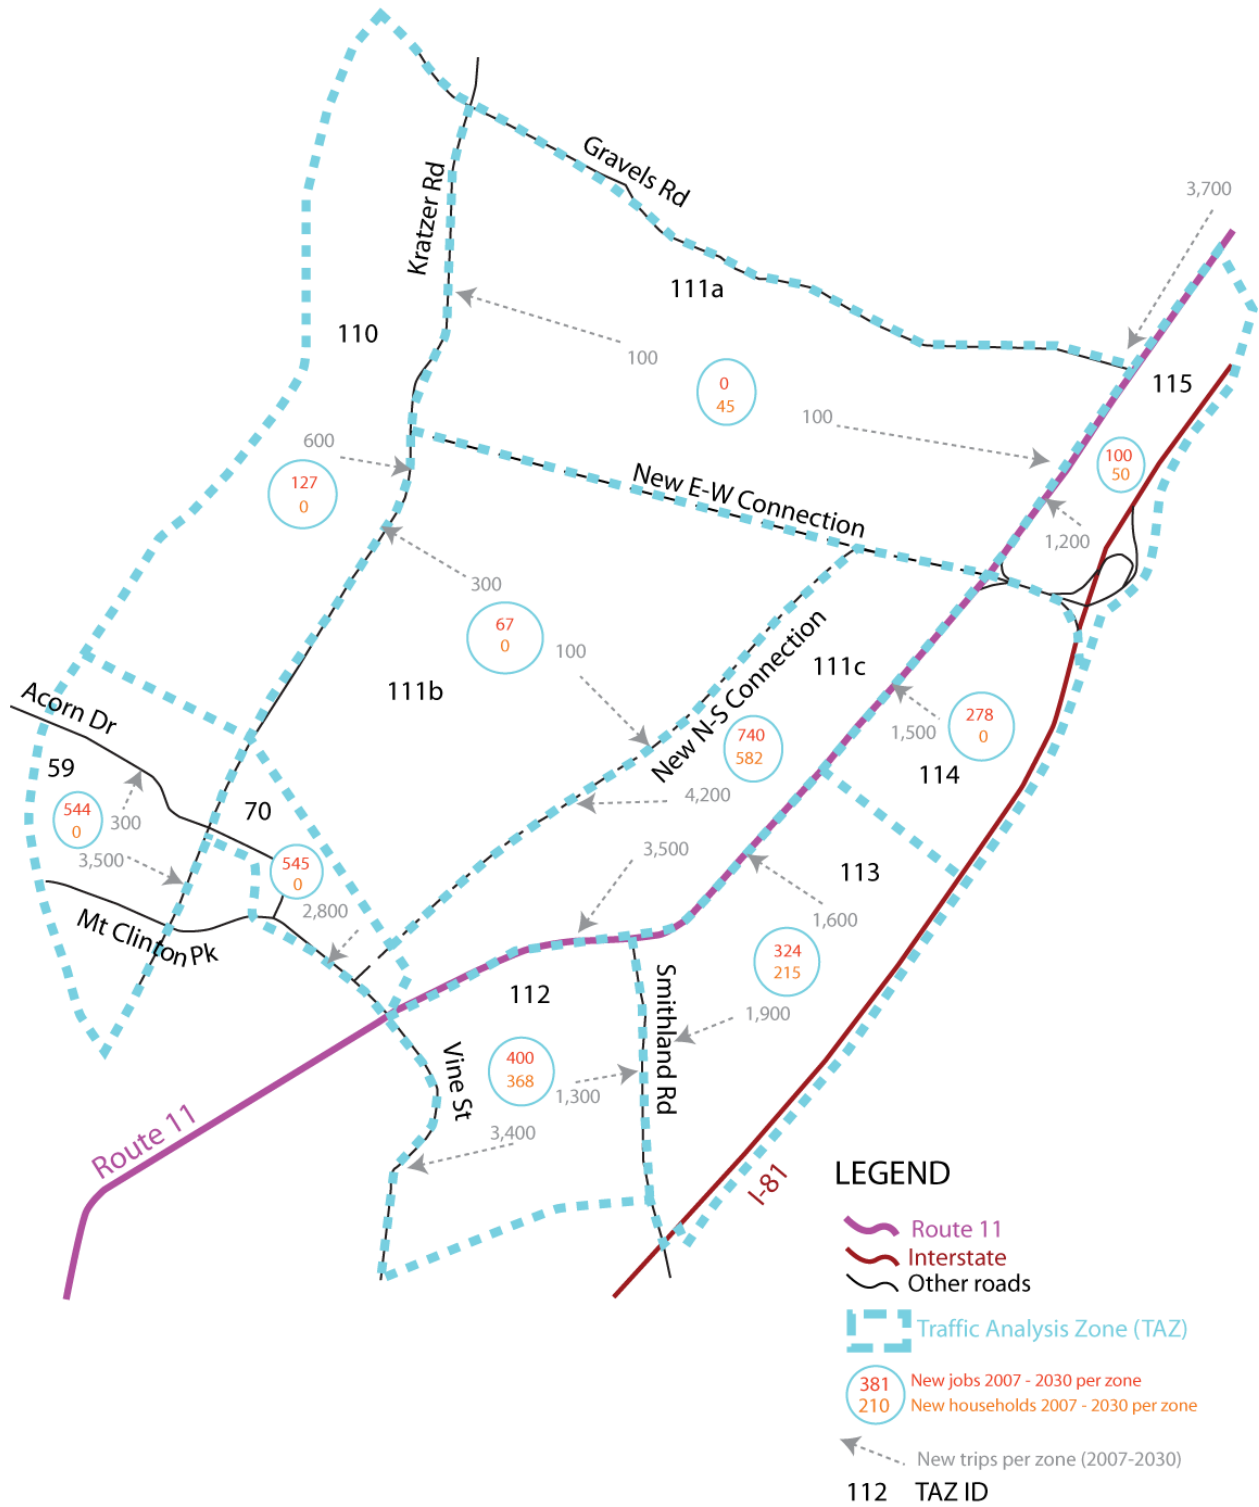 Gravels Rd
3,700
Kratzer Rd
111a
110
100
115
0
45
100
600
100
50
127
0
New E-W Connection
1,200
300
67
0
100
New N-S Connection
111c
111b
Acorn Dr
278
0
1,500
740
582
59
114
4,200
70
544
0
300
3,500
3,500
545
0
113
2,800
1,600
Mt Clinton Pk
324
215
112
Smithland Rd
1,900
Vine St
400
368
1,300
3,400
Route 11
I-81
LEGEND
Route 11
Interstate
Other roads
Traffic Analysis Zone (TAZ)
381
210
New jobs 2007 - 2030 per zone
New households 2007 - 2030 per zone
New trips per zone (2007-2030)
112 TAZ ID